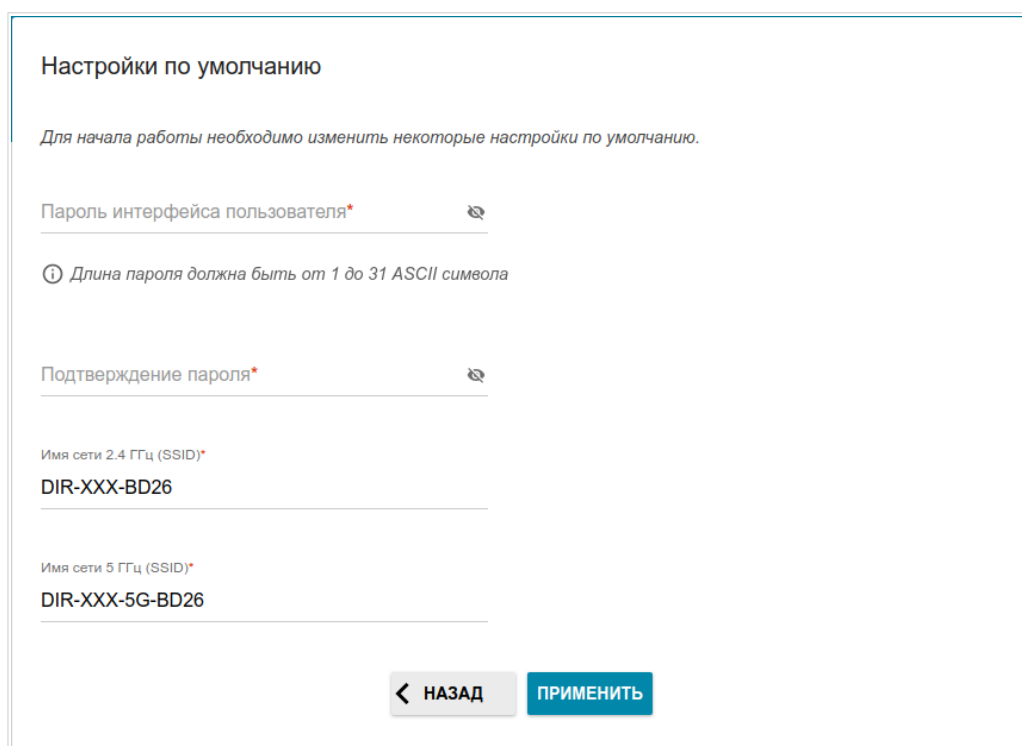 Настройки по умолчанию
Для начала работы необходимо изменить некоторые настройки по умолчанию.
Пароль интерфейса пользователя*
Длина пароля должна быть от 1 до 31 ASCII символа
Подтверждение пароля*
Имя сети 2.4 ГГц (SSID)*
DIR-XXX-BD26
Имя сети 5 ГГц (SSID)*
DIR-XXX-5G-BD26
НАЗАД
ПРИМЕНИТЬ